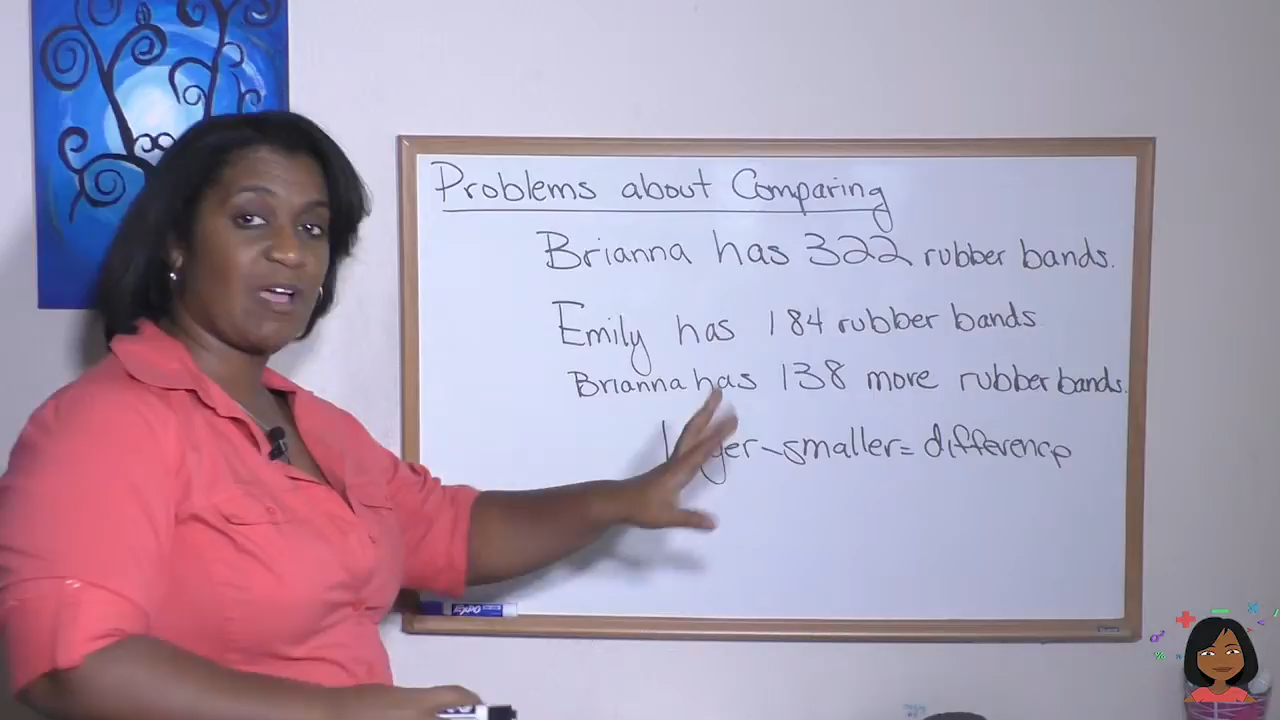 Problems about Comparing
Brianna has 322 rubber bands.
Emily has 184 rubber bands
Brianna has 138 more rubber bands.
smaller = difference
EXPO